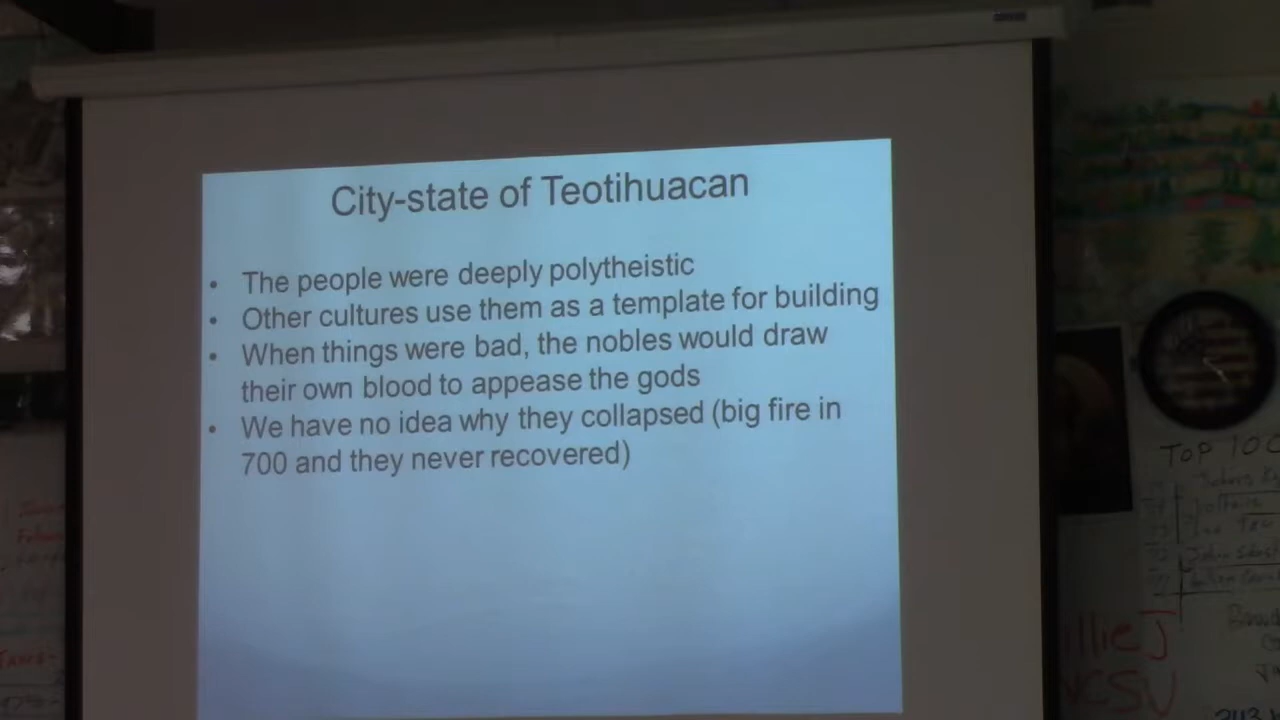 City-state of Teotihuacan
• The people were deeply polytheistic
• Other cultures use them as a template for building
• When things were bad, the nobles would draw
their own blood to appease the gods
• We have no idea why they collapsed (big fire in
700 and they never recovered)
TOP 100
llie J
CSU